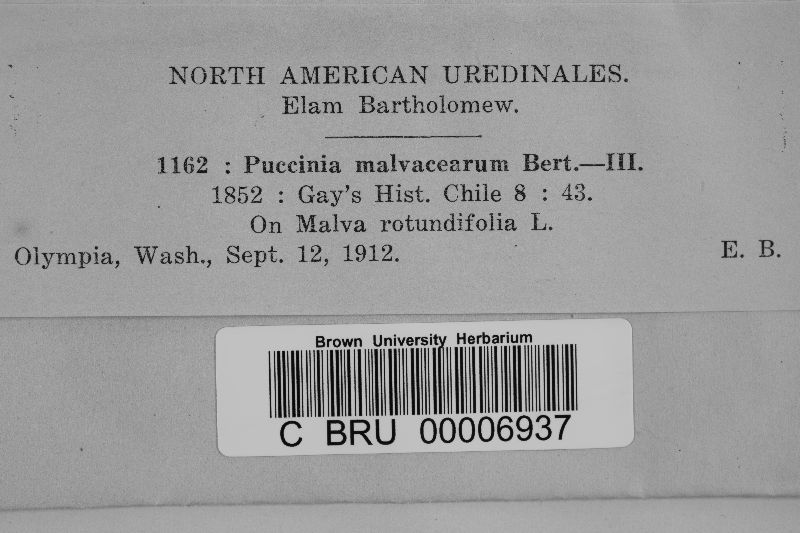 NORTH AMERICAN UREDINALES.
Elam Bartholomew.
1162 : Puccinia malvacearum Bert.—III.
1852 : Gay's Hist. Chile 8 : 43.
On Malva rotundifolia L.
Olympia, Wash., Sept. 12, 1912. E. B.
Brown University Herbarium
C BRU 00006937